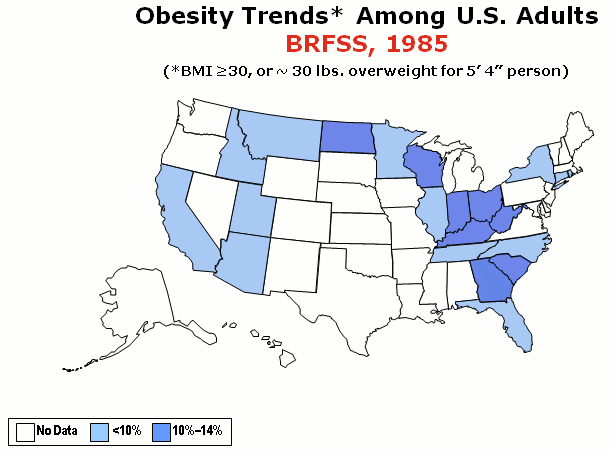 Obesity Trends* Among U.S. Adults
BRFSS, 1985
(*BMI ≥30, or ~ 30 lbs. overweight for 5' 4" person)
No Data <10% 10%–14%